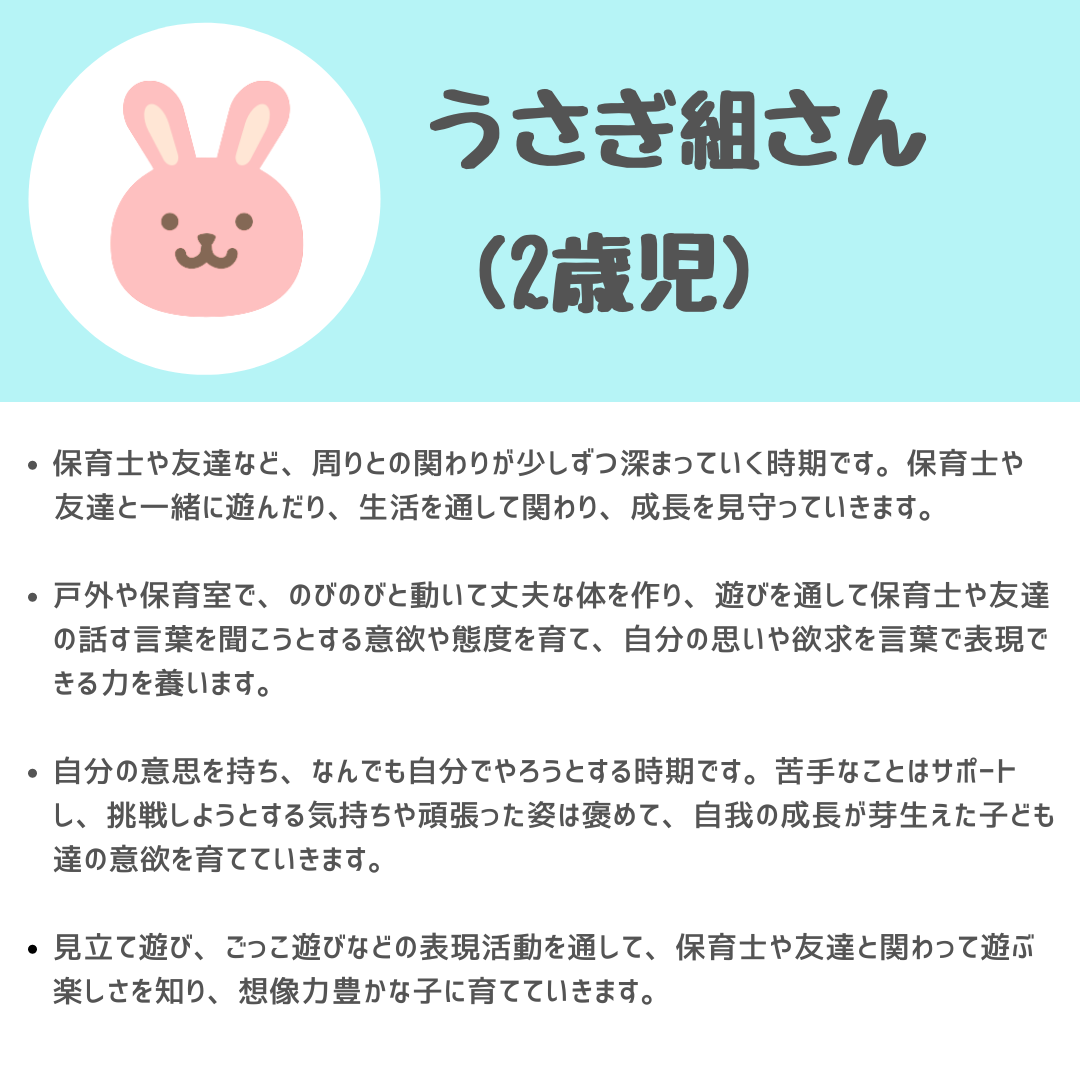 うさぎ組さん
（2歳児）
• 保育士や友達など、周りとの関わりが少しずつ深まっていく時期です。保育士や
友達と一緒に遊んだり、生活を通して関わり、成長を見守っていきます。
• 戸外や保育室で、のびのびと動いて丈夫な体を作り、遊びを通して保育士や友達
の話す言葉を聞こうとする意欲や態度を育て、自分の思いや欲求を言葉で表現で
きる力を養います。
• 自分の意思を持ち、なんでも自分でやろうとする時期です。苦手なことはサポート
し、挑戦しようとする気持ちや頑張った姿は褒めて、自我の成長が芽生えた子ども
達の意欲を育てていきます。
• 見立て遊び、ごっこ遊びなどの表現活動を通して、保育士や友達と関わって遊ぶ
楽しさを知り、想像力豊かな子に育てていきます。